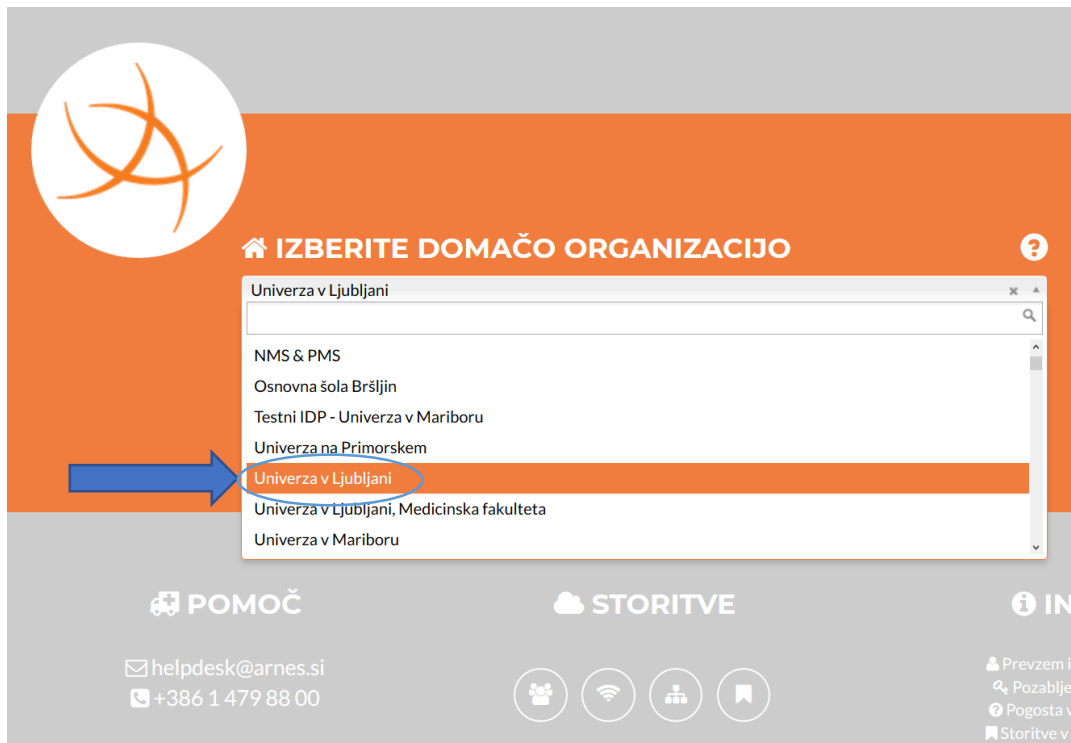 IZBERITE DOMAČO ORGANIZACIJO
Univerza v Ljubljani
NMS & PMS
Osnovna šola Bršljin
Testni IDP - Univerza v Mariboru
Univerza na Primorskem
Univerza v Ljubljani
Univerza v Ljubljani, Medicinska fakulteta
Univerza v Mariboru
POMOČ
helpdesk@arnes.si
+386 1 479 88 00
STORITVE
IN
Prevzem i
Pozablje
Pogosta v
Storitve v